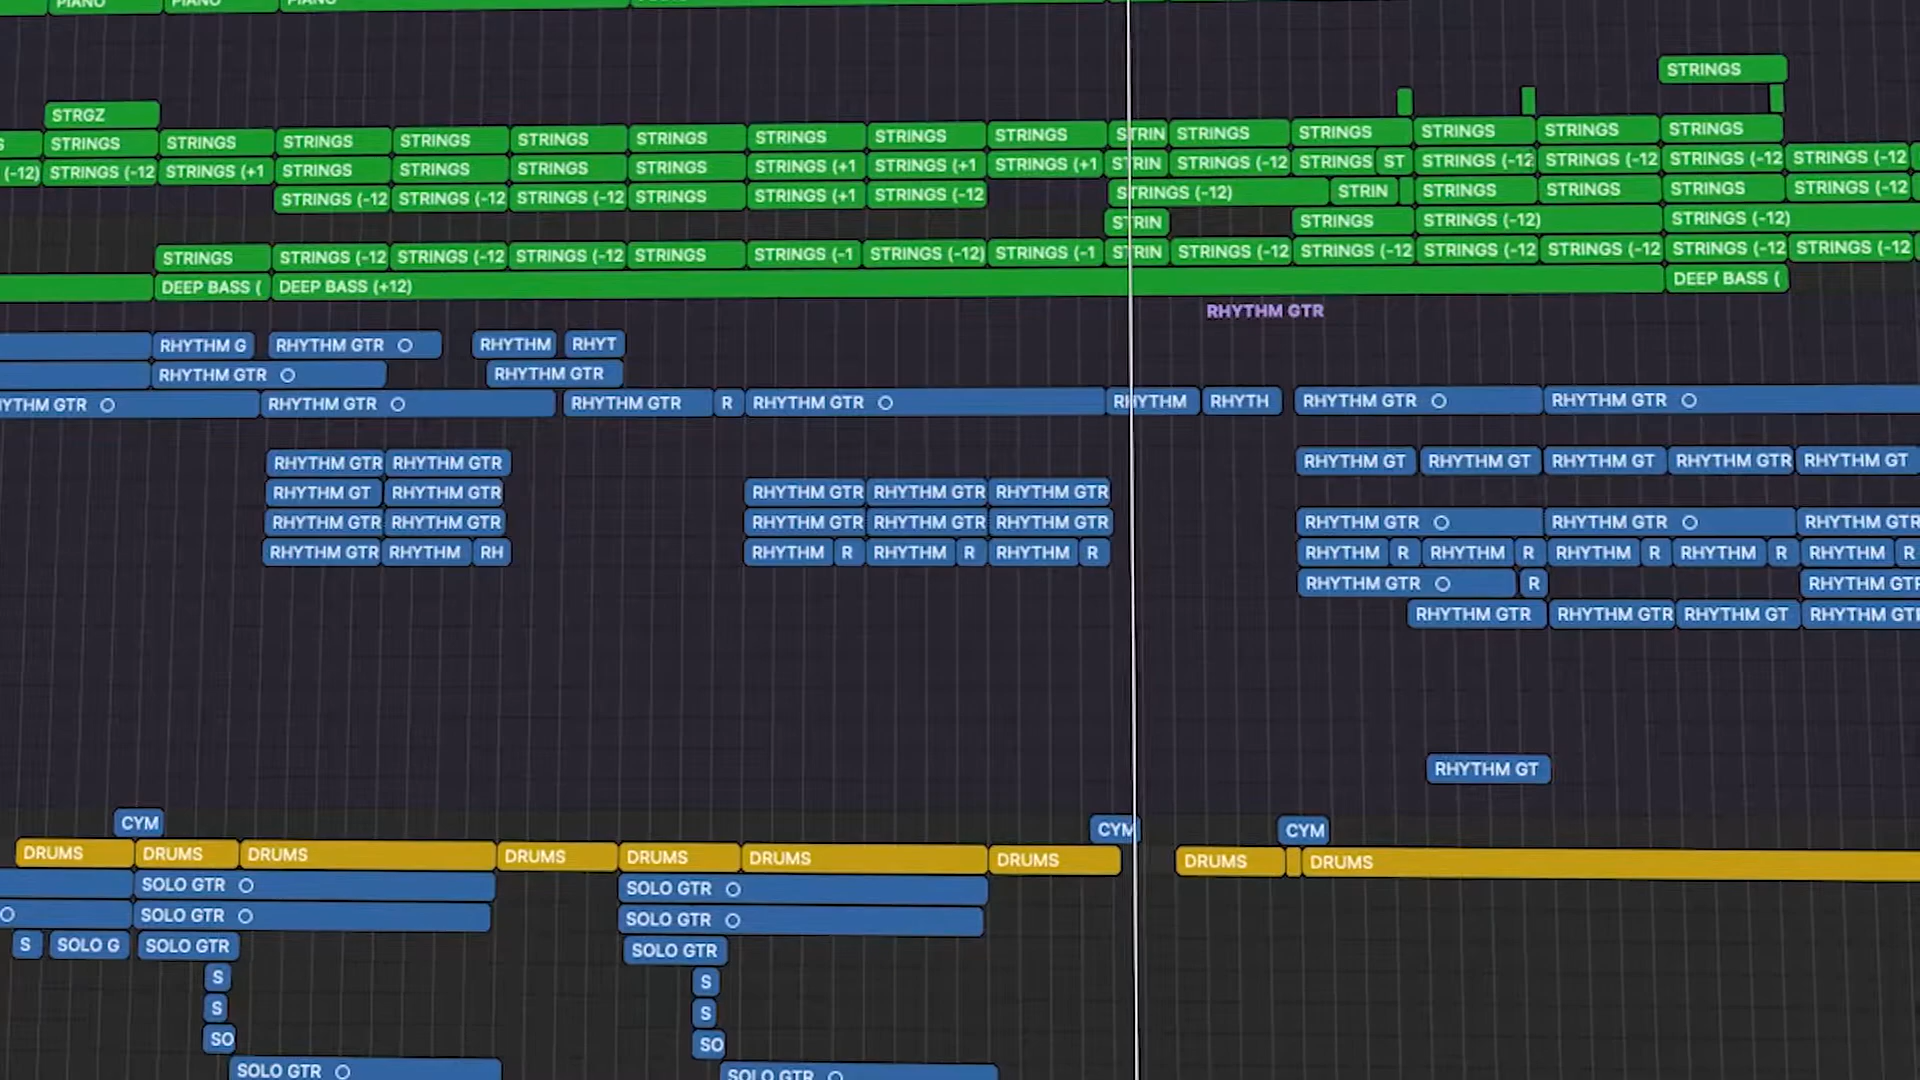 PIANO PIANO PIANO
STRINGS
STRGZ
STRINGS STRINGS STRINGS STRINGS STRINGS STRINGS STRINGS STRINGS STRINGS STRIN STRINGS STRINGS STRINGS STRINGS STRINGS
(-12) STRINGS (-12 STRINGS (+1 STRINGS STRINGS STRINGS STRINGS STRINGS (+1 STRINGS (+1 STRINGS (+1 STRIN STRINGS (-12 STRINGS ST STRINGS (-12 STRINGS (-12 STRINGS (-12 STRINGS (-12)
STRINGS (-12 STRINGS (-12 STRINGS (-12 STRINGS STRINGS (+1 STRINGS (-12 STRINGS (-12) STRIN STRINGS STRINGS STRINGS STRINGS (-12)
STRIN STRINGS STRINGS (-12) STRINGS (-12)
STRINGS STRINGS (-12 STRINGS (-12 STRINGS (-12 STRINGS STRINGS (-1 STRINGS (-12) STRINGS (-1 STRIN STRINGS (-12 STRINGS (-12 STRINGS (-12 STRINGS (-12 STRINGS (-12 STRINGS (-12
DEEP BASS ( DEEP BASS (+12) DEEP BASS (
RHYTHM GTR
RHYTHM G RHYTHM GTR RHYTHM RHYT
RHYTHM GTR RHYTHM GTR
YTHM GTR RHYTHM GTR RHYTHM GTR R RHYTHM GTR RHYTHM RHYTH RHYTHM GTR RHYTHM GTR
RHYTHM GTR RHYTHM GTR RHYTHM GT RHYTHM GT RHYTHM GT RHYTHM GTR RHYTHM GT
RHYTHM GT RHYTHM GTR RHYTHM GTR RHYTHM GTR RHYTHM GTR
RHYTHM GTR RHYTHM GTR RHYTHM GTR RHYTHM GTR RHYTHM GTR RHYTHM GTR RHYTHM GTR RHYTHM GTR
RHYTHM GTR RHYTHM RH RHYTHM R RHYTHM R RHYTHM R RHYTHM R RHYTHM R RHYTHM R RHYTHM R RHYTHM R
RHYTHM GTR R RHYTHM GTR
RHYTHM GTR RHYTHM GTR RHYTHM GT RHYTHM GTR
RHYTHM GT
CYM CYM CYM
DRUMS DRUMS DRUMS DRUMS DRUMS DRUMS DRUMS DRUMS DRUMS
SOLO GTR SOLO GTR
SOLO GTR SOLO GTR
S SOLO G SOLO GTR SOLO GTR
S S
S S
SO SO
SOLO GTR SOLO GTR